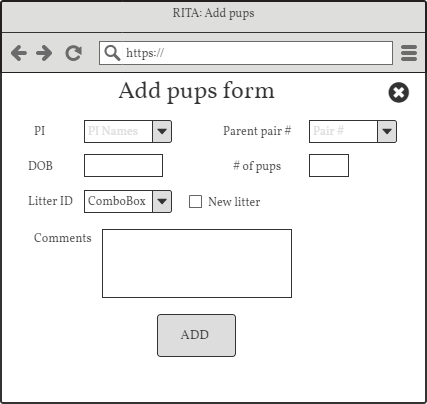 RITA: Add pups
https://
Add pups form
PI PI Names Parent pair # Pair #
DOB # of pups
Litter ID ComboBox New litter
Comments
ADD